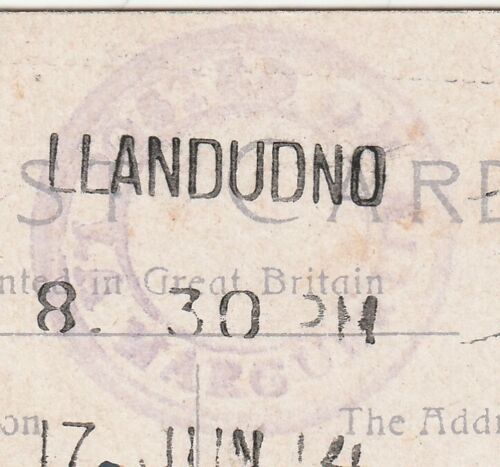 LLANDUDNO
ST CARD
nted in Great Britain
8. 30 PM
on The Addr
17. JUN 14